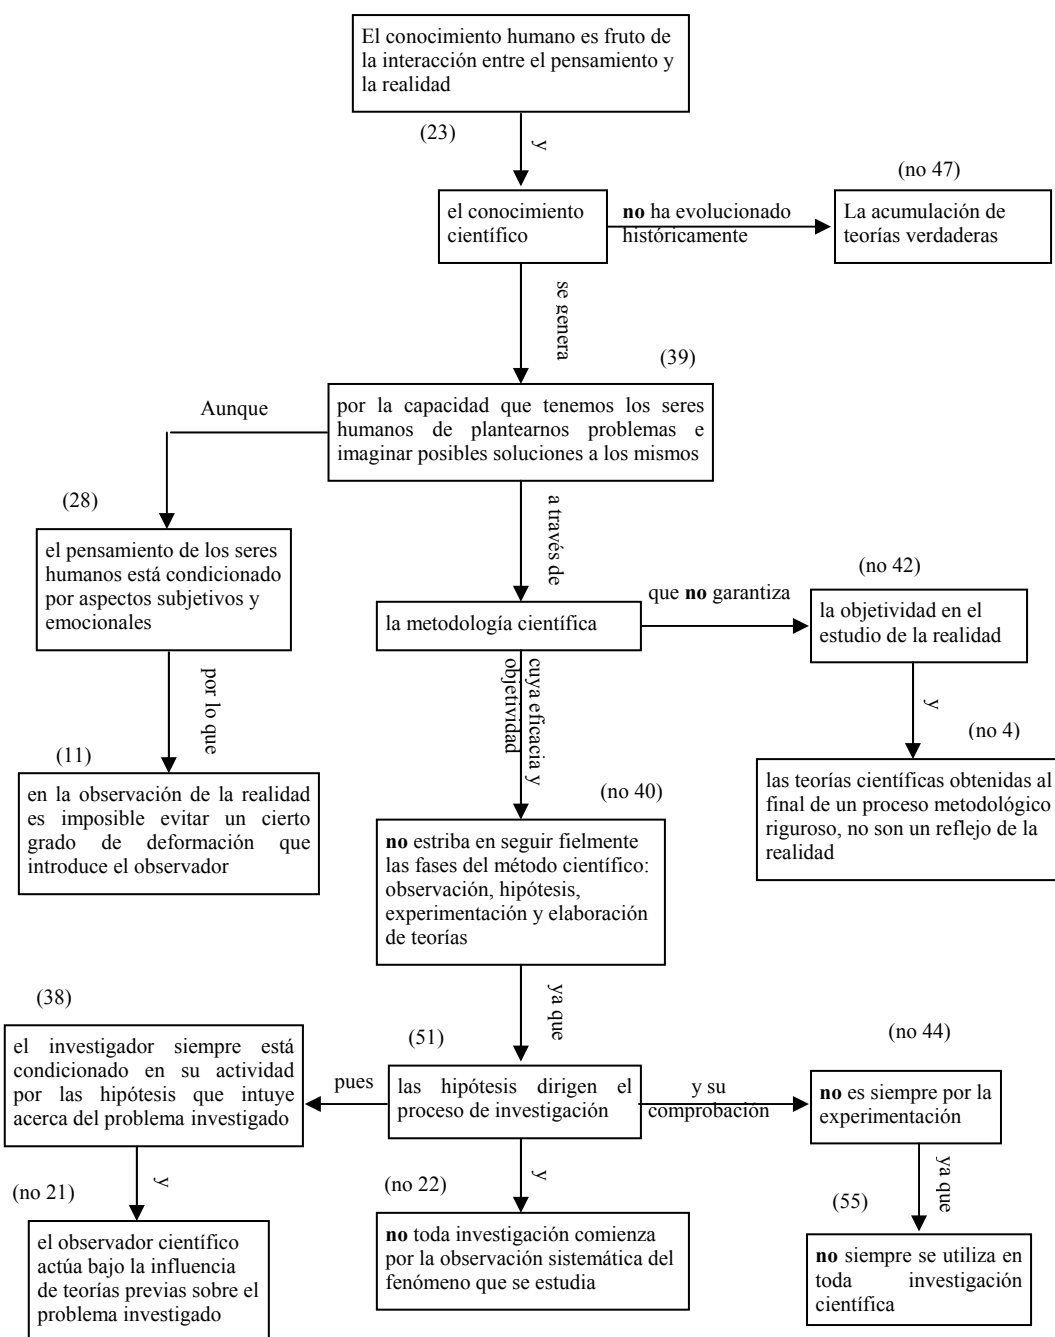 El conocimiento humano es fruto de
la interacción entre el pensamiento y
la realidad
(23)
y
(no 47)
el conocimiento
científico
no ha evolucionado
históricamente
La acumulación de
teorías verdaderas
se genera
(39)
por la capacidad que tenemos los seres
humanos de plantearnos problemas e
imaginar posibles soluciones a los mismos
Aunque
(28)
el pensamiento de los seres
humanos está condicionado
por aspectos subjetivos y
emocionales
a través de
(no 42)
la metodología científica
que no garantiza
la objetividad en el
estudio de la realidad
por lo que
cuya eficacia y
objetividad
y
(no 4)
(11)
en la observación de la realidad
es imposible evitar un cierto
grado de deformación que
introduce el observador
las teorías científicas obtenidas al
final de un proceso metodológico
riguroso, no son un reflejo de la
realidad
(no 40)
no estriba en seguir fielmente
las fases del método científico:
observación, hipótesis,
experimentación y elaboración
de teorías
ya que
(38)
el investigador siempre está
condicionado en su actividad
por las hipótesis que intuye
acerca del problema investigado
pues
(51)
las hipótesis dirigen el
proceso de investigación
y su
comprobación
(no 44)
no es siempre por la
experimentación
y
(no 21)
el observador científico
actúa bajo la influencia
de teorías previas sobre el
problema investigado
y
(no 22)
no toda investigación comienza
por la observación sistemática del
fenómeno que se estudia
ya que
(55)
no siempre se utiliza en
toda investigación
científica